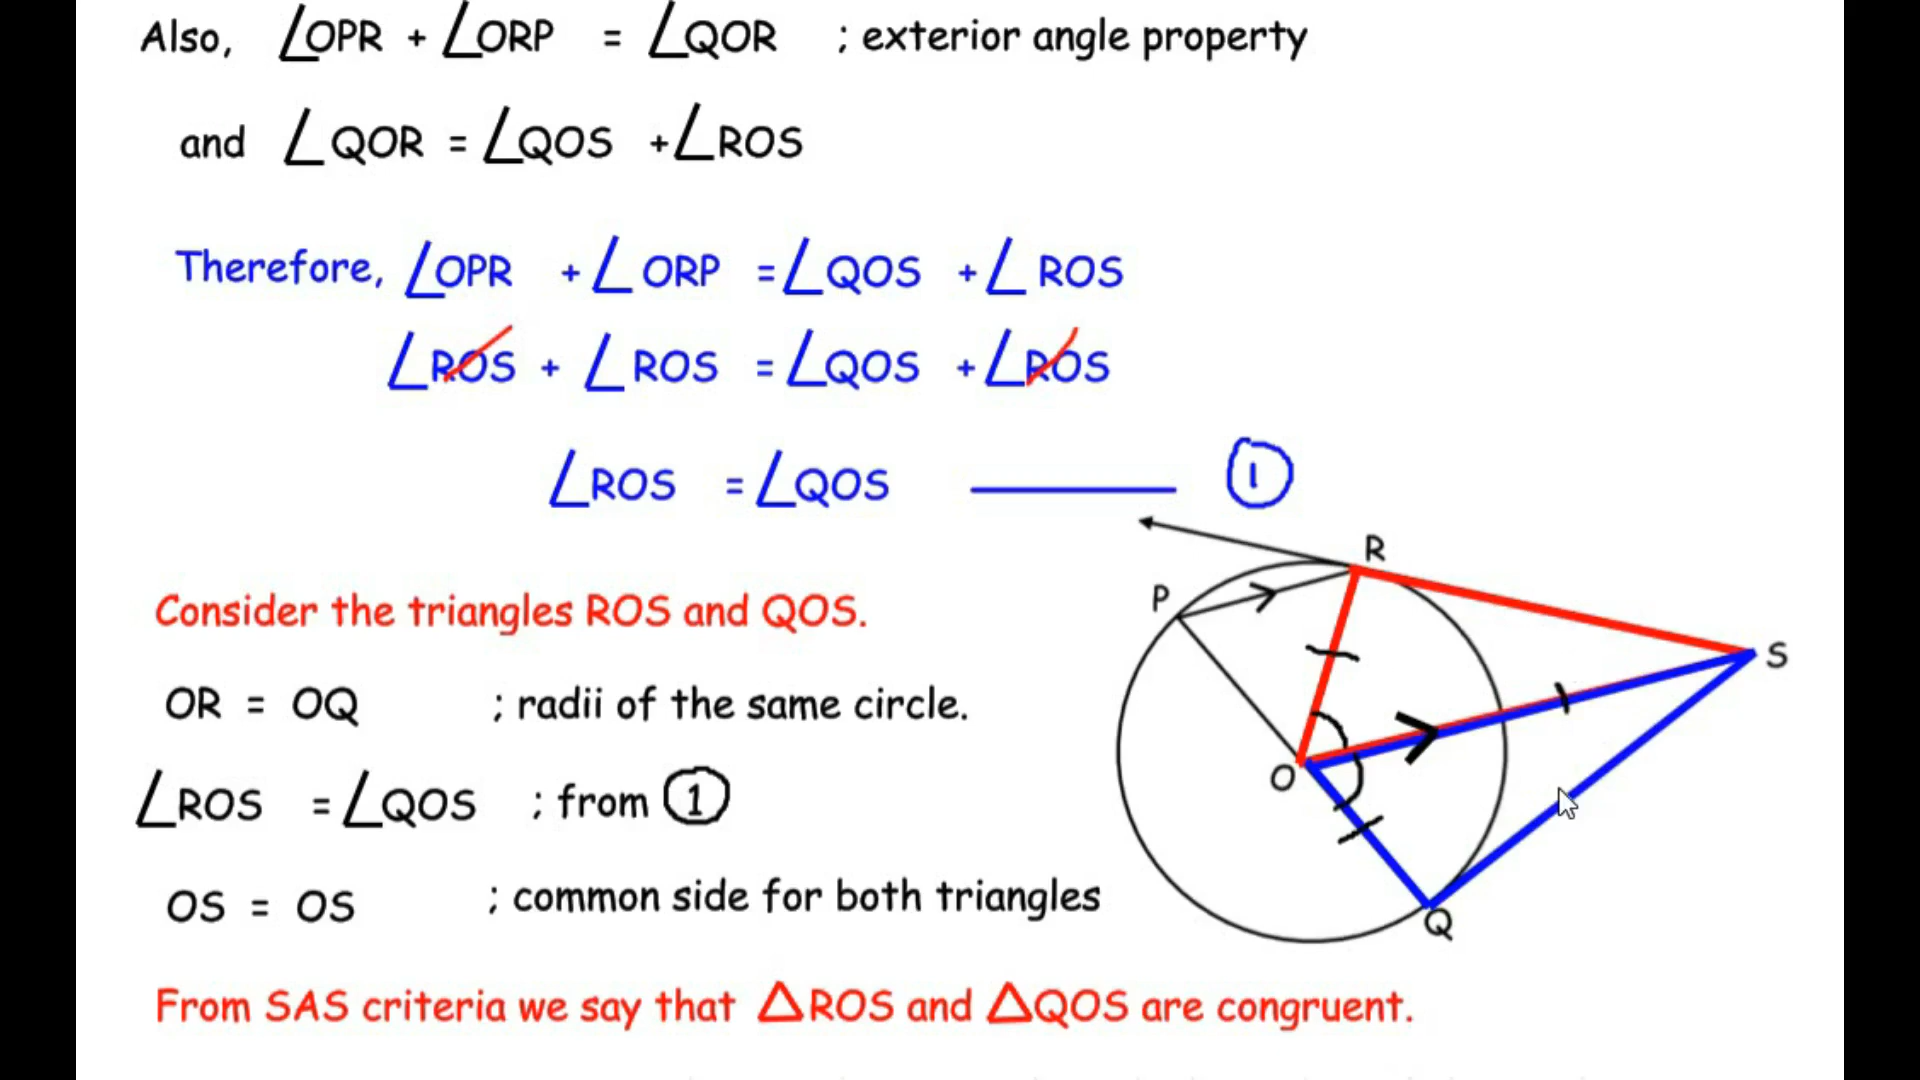 Also, ∠OPR + ∠ORP = ∠QOR ; exterior angle property
and ∠QOR = ∠QOS + ∠ROS
Therefore, ∠OPR + ∠ORP = ∠QOS + ∠ROS
∠ROS + ∠ROS = ∠QOS + ∠ROS
∠ROS = ∠QOS ——— ①
R
P
S
O
Q
Consider the triangles ROS and QOS.
OR = OQ ; radii of the same circle.
∠ROS = ∠QOS ; from ①
OS = OS ; common side for both triangles
From SAS criteria we say that △ROS and △QOS are congruent.